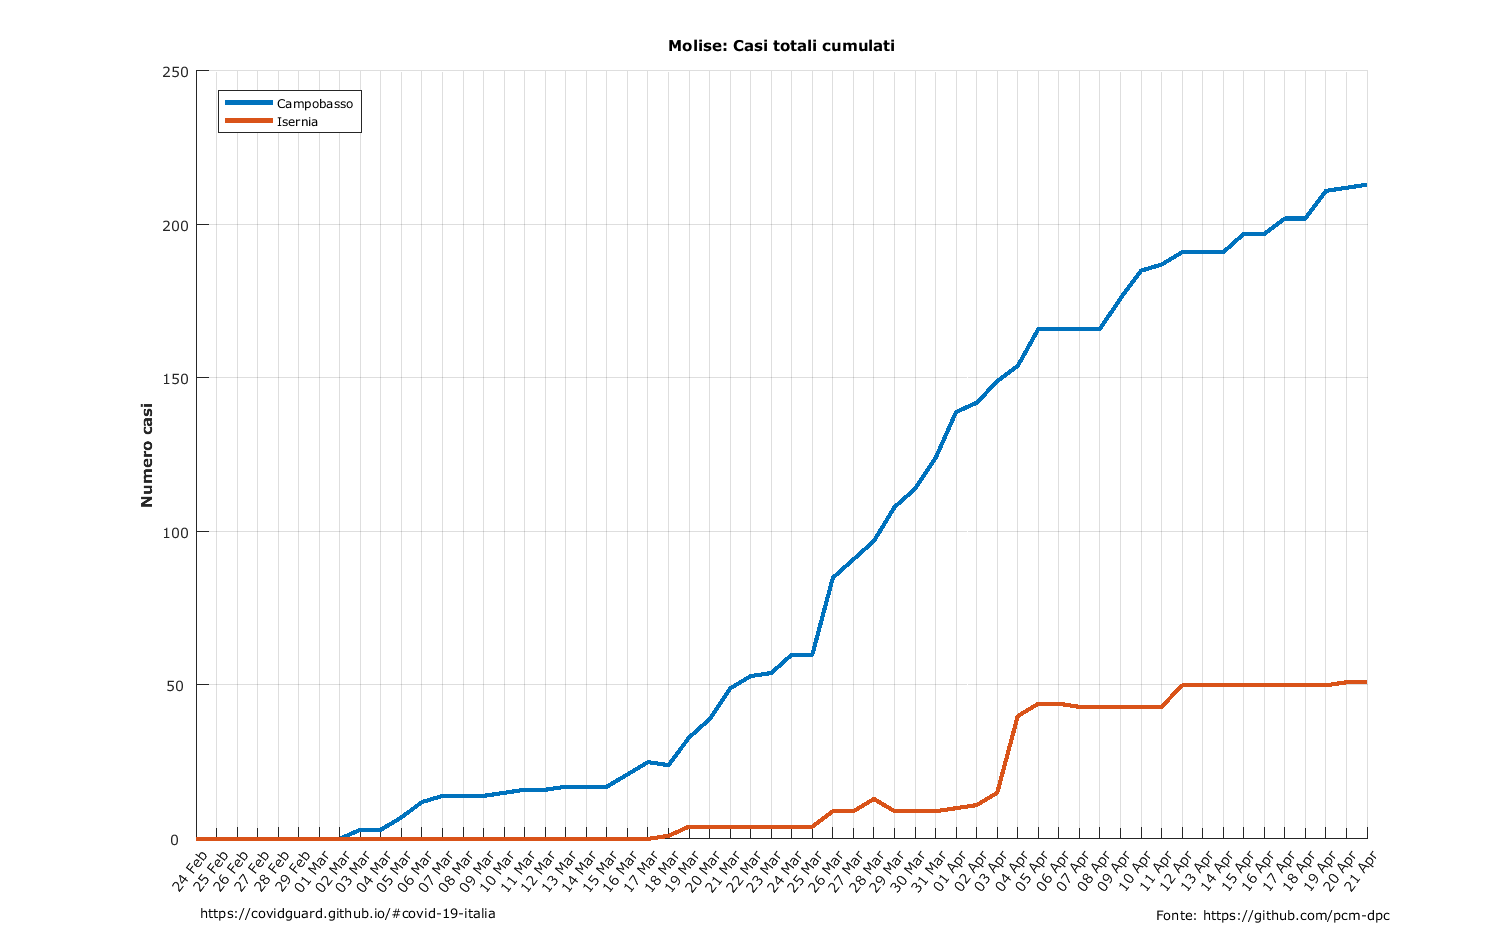 Molise: Casi totali cumulati
250
200
150
100
50
0
Numero casi
Campobasso
Isernia
24 Feb
25 Feb
26 Feb
27 Feb
28 Feb
29 Feb
01 Mar
02 Mar
03 Mar
04 Mar
05 Mar
06 Mar
07 Mar
08 Mar
09 Mar
10 Mar
11 Mar
12 Mar
13 Mar
14 Mar
15 Mar
16 Mar
17 Mar
18 Mar
19 Mar
20 Mar
21 Mar
22 Mar
23 Mar
24 Mar
25 Mar
26 Mar
27 Mar
28 Mar
29 Mar
30 Mar
31 Mar
01 Apr
02 Apr
03 Apr
04 Apr
05 Apr
06 Apr
07 Apr
08 Apr
09 Apr
10 Apr
11 Apr
12 Apr
13 Apr
14 Apr
15 Apr
16 Apr
17 Apr
18 Apr
19 Apr
20 Apr
21 Apr
https://covidguard.github.io/#covid-19-italia
Fonte: https://github.com/pcm-dpc